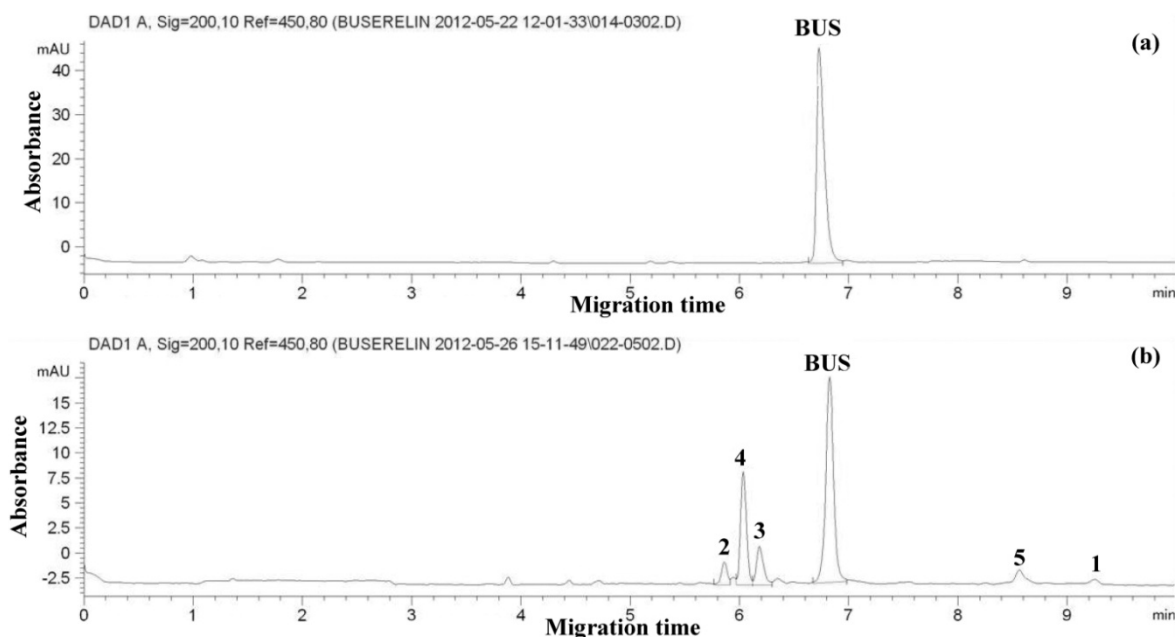 DAD1 A, Sig=200,10 Ref=450,80 (BUSERELIN 2012-05-22 12-01-33\014-0302.D)
mAU
BUS
(a)
40
30
20
10
0
Absorbance
0 1 2 3 4 5 6 7 8 9 min
Migration time
DAD1 A, Sig=200,10 Ref=450,80 (BUSERELIN 2012-05-26 15-11-49\022-0502.D)
mAU
BUS
(b)
15
12.5
10
7.5
5
2.5
0
-2.5
Absorbance
2
4
3
5
1
0 1 2 3 4 5 6 7 8 9 min
Migration time